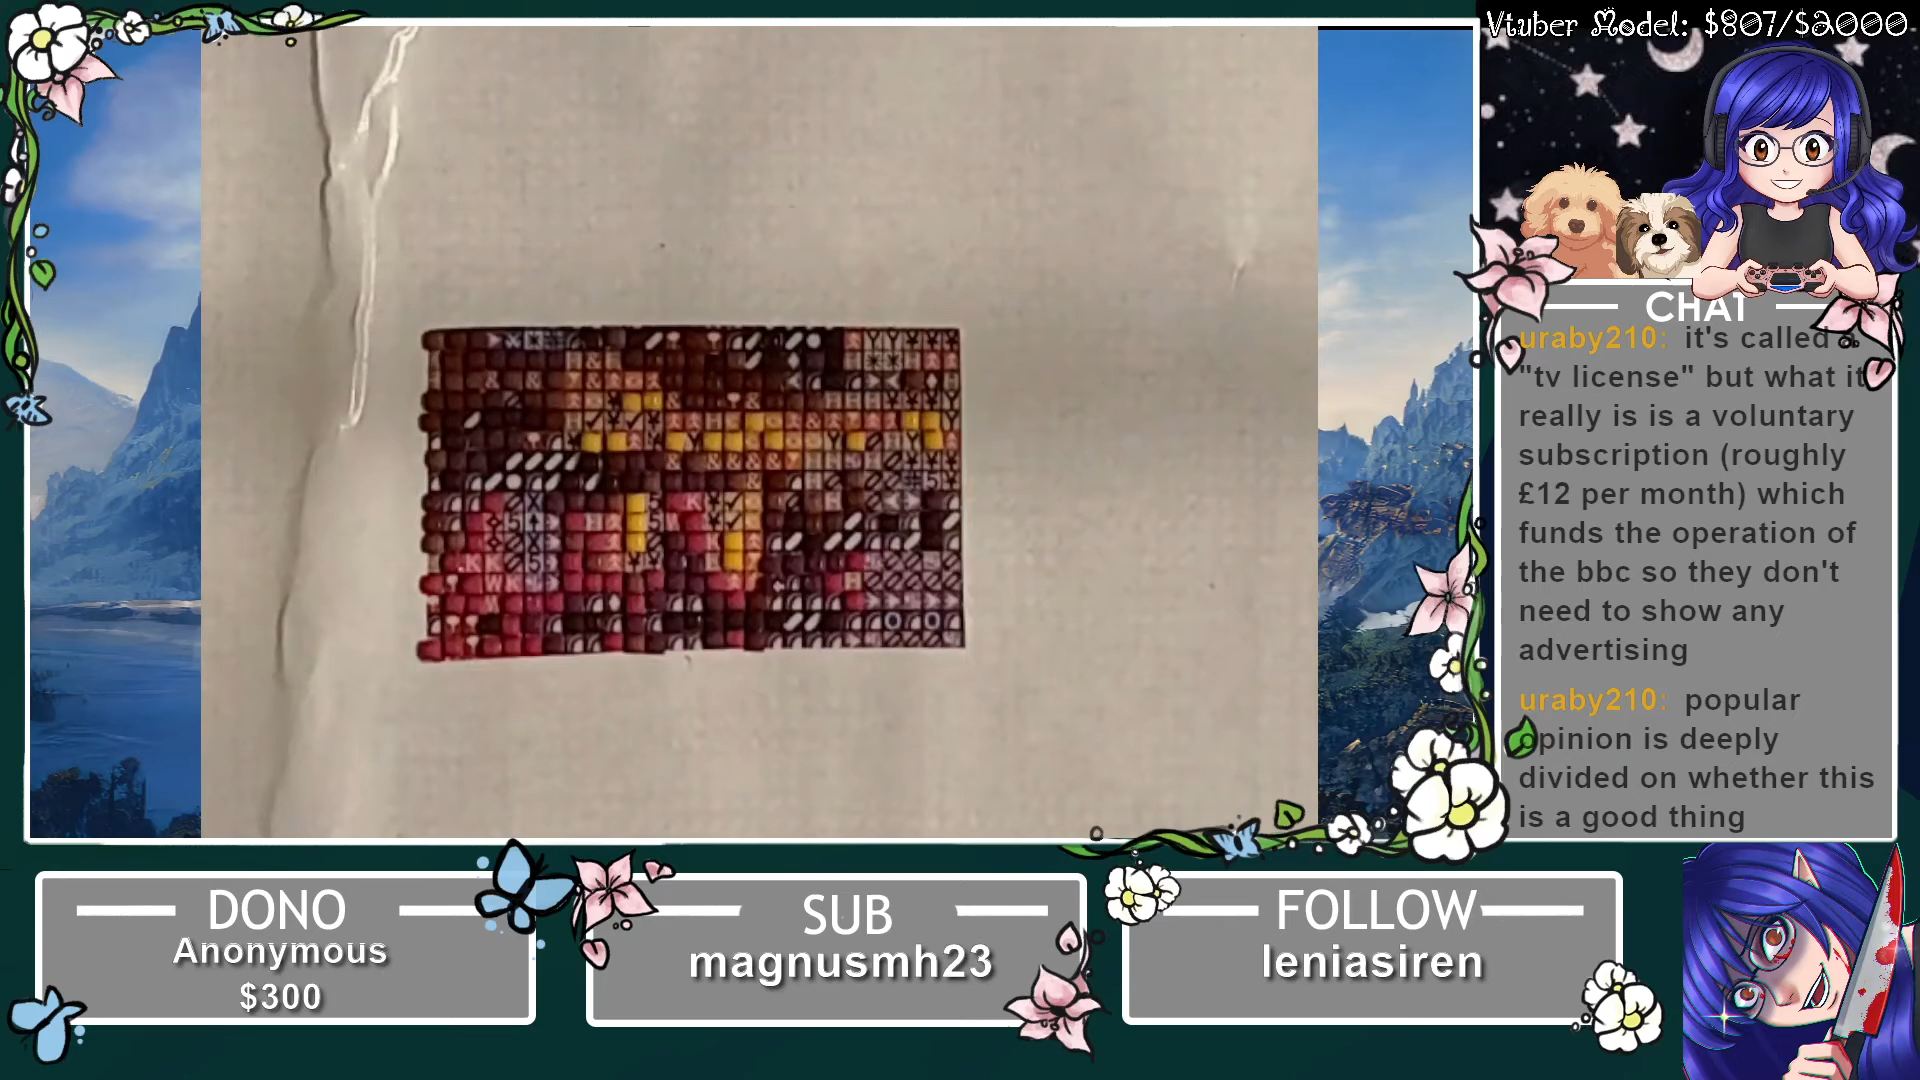 Vtuber Model: $807/$2000
CHAT
uraby210: it's called a
"tv license" but what it
really is is a voluntary
subscription (roughly
£12 per month) which
funds the operation of
the bbc so they don't
need to show any
advertising
uraby210: popular
opinion is deeply
divided on whether this
is a good thing
DONO
Anonymous
$300
SUB
magnusmh23
FOLLOW
leniasiren